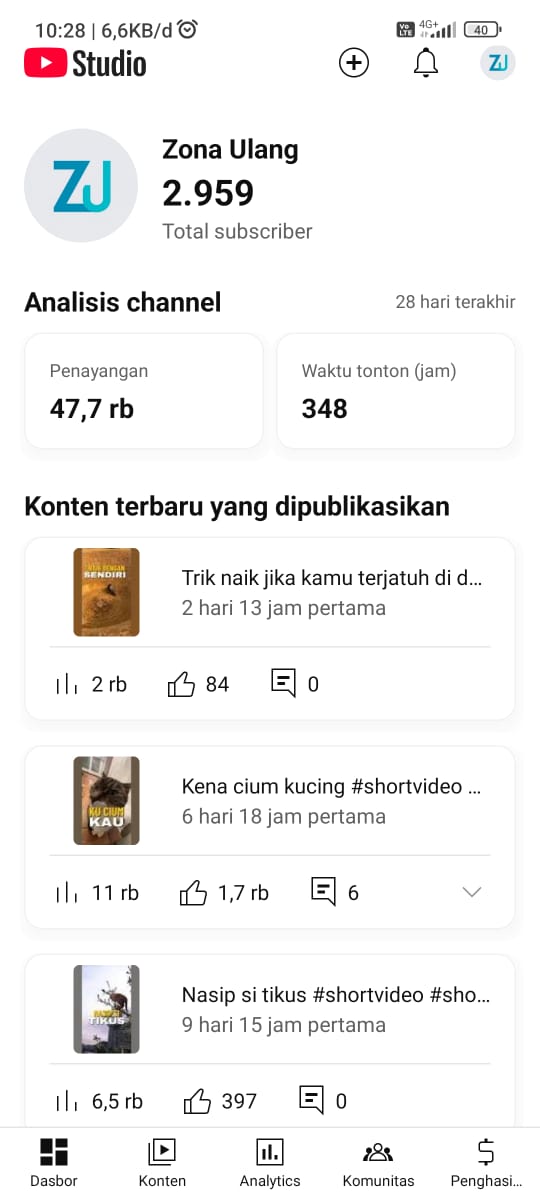 10:28 | 6,6KB/d
Vo LTE 4G+ 40
Studio
ZU
ZU
Zona Ulang
2.959
Total subscriber
Analisis channel
28 hari terakhir
Penayangan
Waktu tonton (jam)
47,7 rb
348
Konten terbaru yang dipublikasikan
SENDIRI
Trik naik jika kamu terjatuh di d...
2 hari 13 jam pertama
2 rb
84
0
KU CIUM
KAU
Kena cium kucing #shortvideo ...
6 hari 18 jam pertama
11 rb
1,7 rb
6
NASIP SI
TIKUS
Nasip si tikus #shortvideo #sho...
9 hari 15 jam pertama
6,5 rb
397
0
Dasbor
Konten
Analytics
Komunitas
Penghasi...